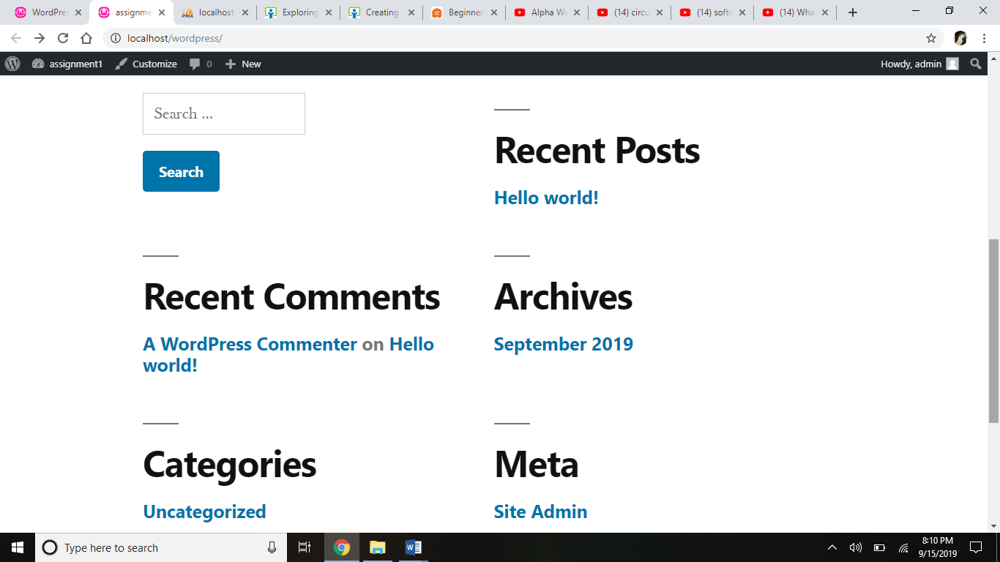 WordPres
assignme
localhost
Exploring
Creating
Beginner
Alpha Wa
(14) circu
(14) softw
(14) Wha
localhost/wordpress/
assignment1 Customize 0 New Howdy, admin
Search ...
Search
Recent Posts
Hello world!
Recent Comments
A WordPress Commenter on Hello
world!
Archives
September 2019
Categories
Uncategorized
Meta
Site Admin
Type here to search
8:10 PM
9/15/2019